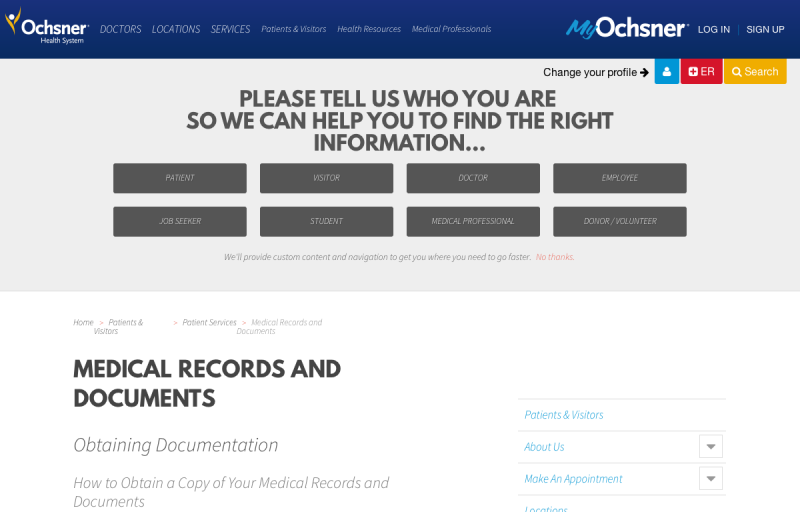 Ochsner
Health System
DOCTORS LOCATIONS SERVICES Patients & Visitors Health Resources Medical Professionals
MyOchsner LOG IN SIGN UP
Change your profile ER Search
PLEASE TELL US WHO YOU ARE
SO WE CAN HELP YOU TO FIND THE RIGHT
INFORMATION...
PATIENT VISITOR DOCTOR EMPLOYEE
JOB SEEKER STUDENT MEDICAL PROFESSIONAL DONOR / VOLUNTEER
We'll provide custom content and navigation to get you where you need to go faster. No thanks.
Home > Patients & Visitors > Patient Services > Medical Records and Documents
MEDICAL RECORDS AND
DOCUMENTS
Obtaining Documentation
How to Obtain a Copy of Your Medical Records and
Documents
Patients & Visitors
About Us
Make An Appointment
Locations